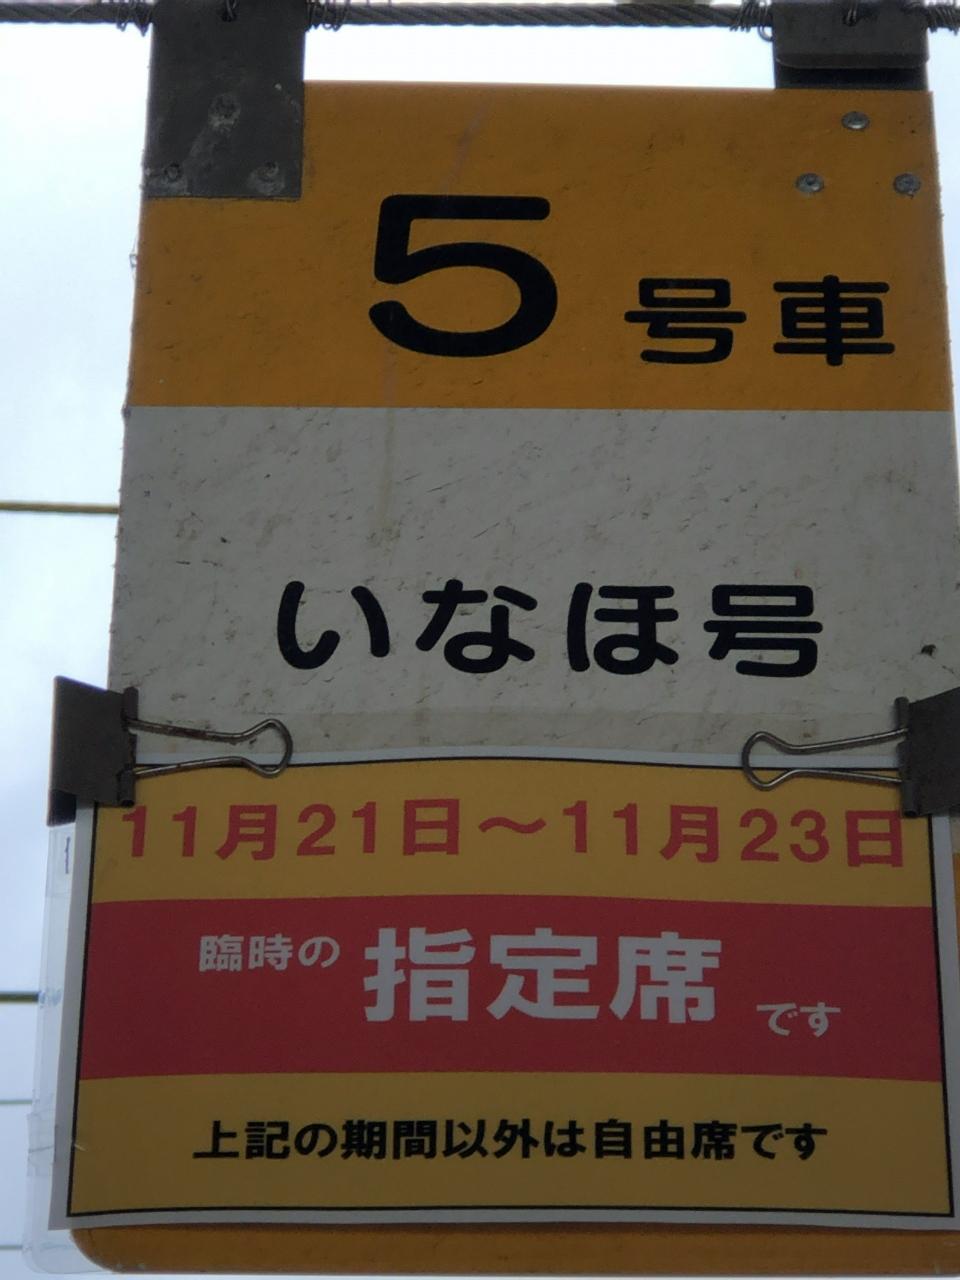 5号車
いなほ号
11月21日～11月23日
臨時の指定席です
上記の期間以外は自由席です